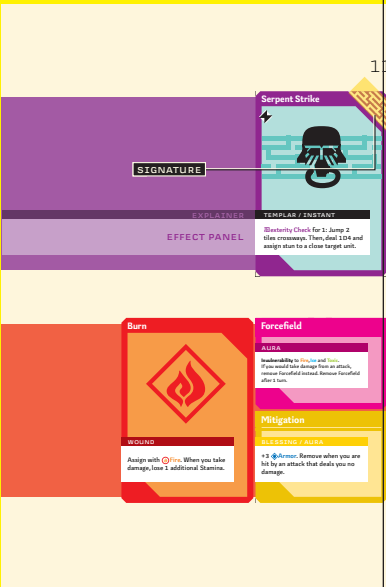 11
Serpent Strike
SIGNATURE
EXPLAINER
TEMPLAR / INSTANT
EFFECT PANEL
Dexterity Check for 1: Jump 2
tiles crossways. Then, deal 1D4 and
assign stun to a close target unit.
Burn
WOUND
Assign with Fire. When you take
damage, lose 1 additional Stamina.
Forcefield
AURA
Invulnerability to Fire, Ice and Toxic.
If you would take damage from an attack,
remove Forcefield instead. Remove Forcefield
after 1 turn.
Mitigation
BLESSING / AURA
+3 Armor. Remove when you are
hit by an attack that deals you no
damage.